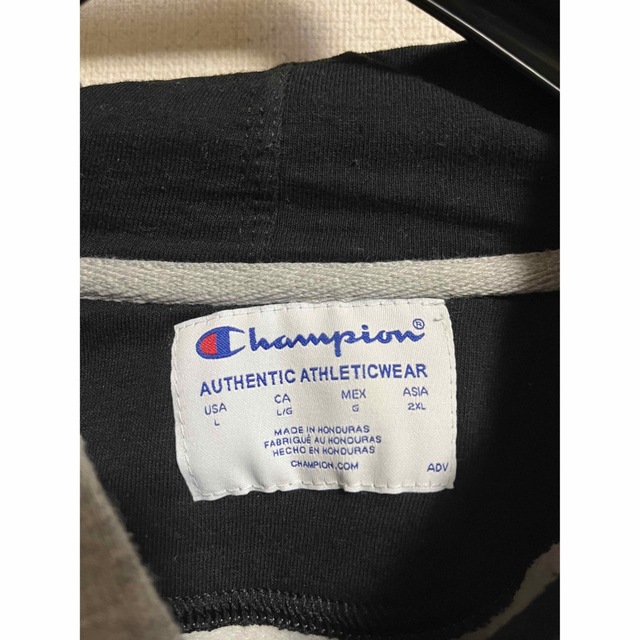 Champion®
AUTHENTIC ATHLETICWEAR
USA CA MEX ASIA
L L/G G 2XL
MADE IN HONDURAS
FABRIQUÉ AU HONDURAS
HECHO EN HONDURAS
CHAMPION.COM
ADV